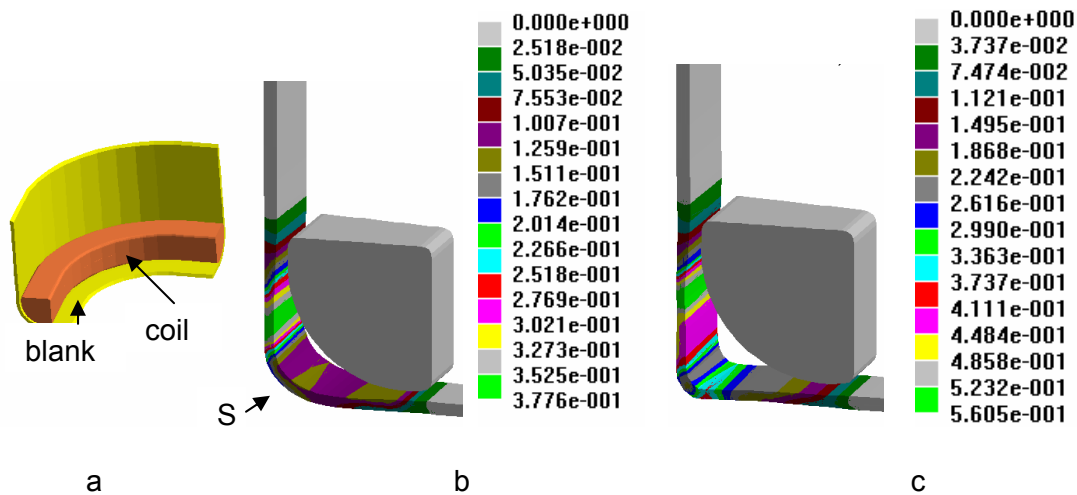 0.000e+000
2.518e-002
5.035e-002
7.553e-002
1.007e-001
1.259e-001
1.511e-001
1.762e-001
2.014e-001
2.266e-001
2.518e-001
2.769e-001
3.021e-001
3.273e-001
3.525e-001
3.776e-001
0.000e+000
3.737e-002
7.474e-002
1.121e-001
1.495e-001
1.868e-001
2.242e-001
2.616e-001
2.990e-001
3.363e-001
3.737e-001
4.111e-001
4.484e-001
4.858e-001
5.232e-001
5.605e-001
coil
blank
S
a
b
c